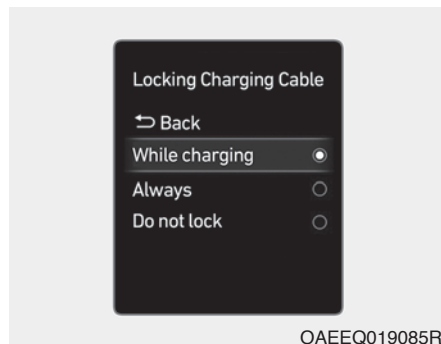 Locking Charging Cable
⮌ Back
While charging
Always
Do not lock
OAEEQ019085R